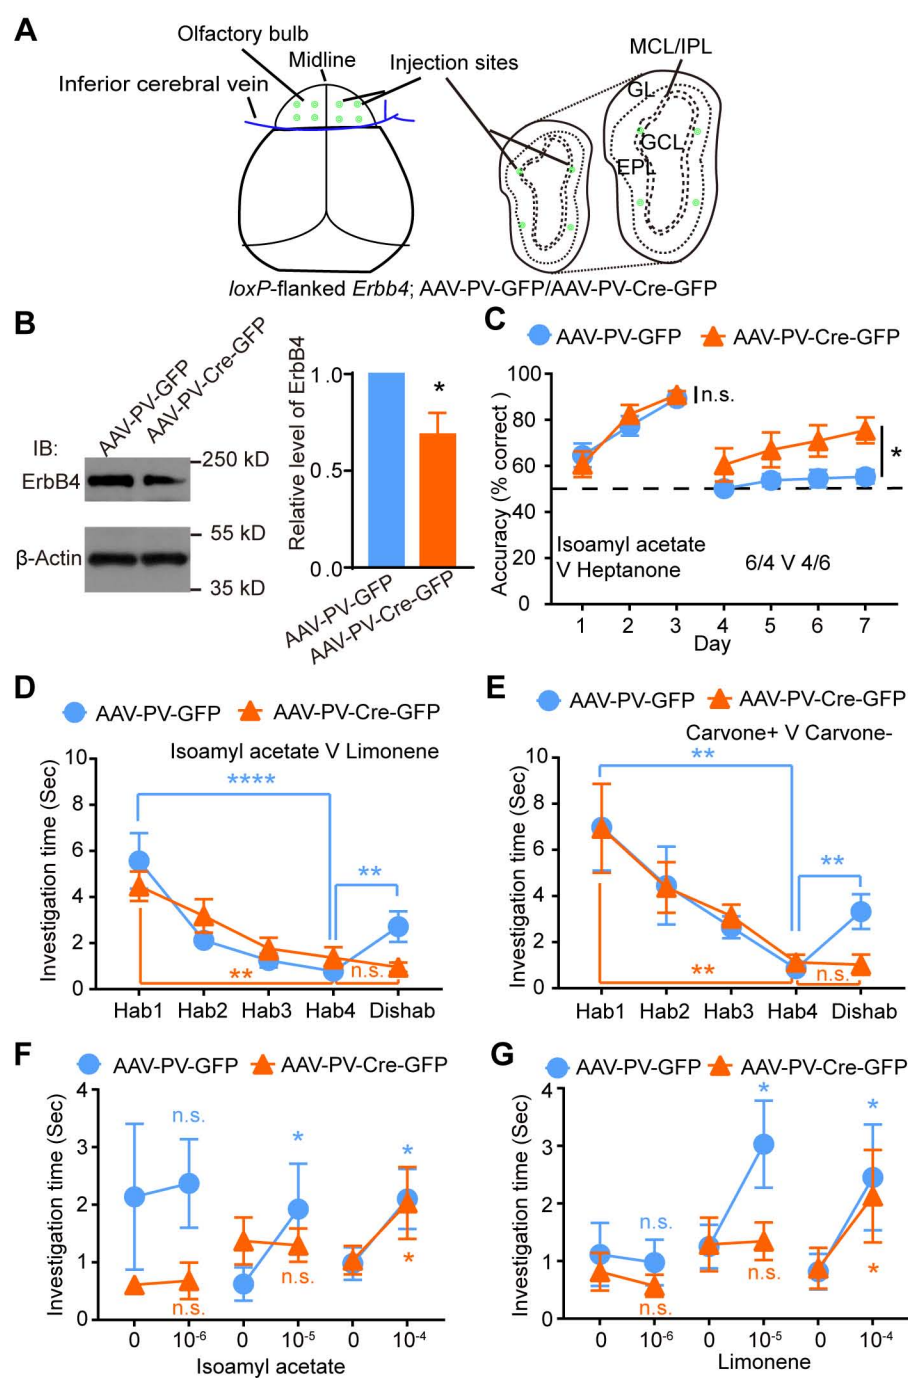 A
Olfactory bulb
Midline
Inferior cerebral vein
Injection sites
MCL/IPL
GL
GCL
EPL
loxP-flanked Erbb4; AAV-PV-GFP/AAV-PV-Cre-GFP
B
AAV-PV-GFP
AAV-PV-Cre-GFP
IB:
ErbB4
250 kD
55 kD
β-Actin
35 kD
Relative level of ErbB4
1.0
0.5
0.0
*
AAV-PV-GFP
AAV-PV-Cre-GFP
C
AAV-PV-GFP
AAV-PV-Cre-GFP
Accuracy (% correct )
100
80
60
40
20
0
n.s.
*
Isoamyl acetate
V Heptanone
6/4 V 4/6
1 2 3 4 5 6 7
Day
D
AAV-PV-GFP
AAV-PV-Cre-GFP
Isoamyl acetate V Limonene
Investigation time (Sec)
10
8
6
4
2
0
****
**
**
n.s.
Hab1 Hab2 Hab3 Hab4 Dishab
E
AAV-PV-GFP
AAV-PV-Cre-GFP
Carvone+ V Carvone-
Investigation time (Sec)
10
8
6
4
2
0
**
**
**
n.s.
Hab1 Hab2 Hab3 Hab4 Dishab
F
AAV-PV-GFP
AAV-PV-Cre-GFP
Investigation time (Sec)
4
3
2
1
0
n.s.
*
*
n.s.
n.s.
*
0 10⁻⁶ 0 10⁻⁵ 0 10⁻⁴
Isoamyl acetate
G
AAV-PV-GFP
AAV-PV-Cre-GFP
Investigation time (Sec)
4
3
2
1
0
n.s.
*
*
n.s.
n.s.
*
0 10⁻⁶ 0 10⁻⁵ 0 10⁻⁴
Limonene